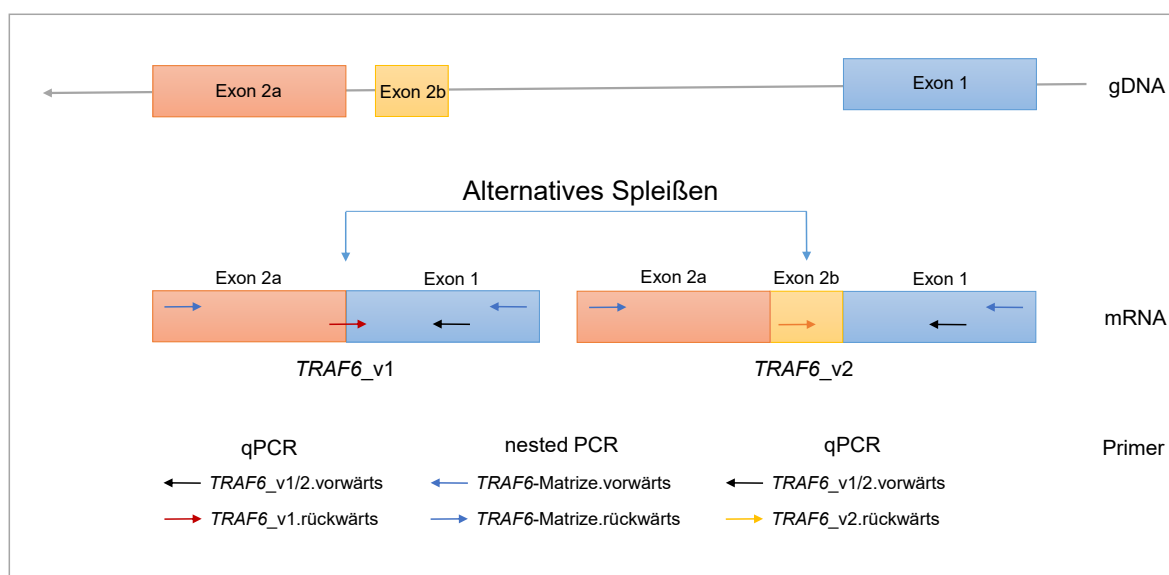 Exon 2a Exon 2b Exon 1 gDNA
Alternatives Spleißen
Exon 2a Exon 1 Exon 2a Exon 2b Exon 1
mRNA
TRAF6_v1 TRAF6_v2
qPCR nested PCR qPCR Primer
TRAF6_v1/2.vorwärts TRAF6-Matrize.vorwärts TRAF6_v1/2.vorwärts
TRAF6_v1.rückwärts TRAF6-Matrize.rückwärts TRAF6_v2.rückwärts